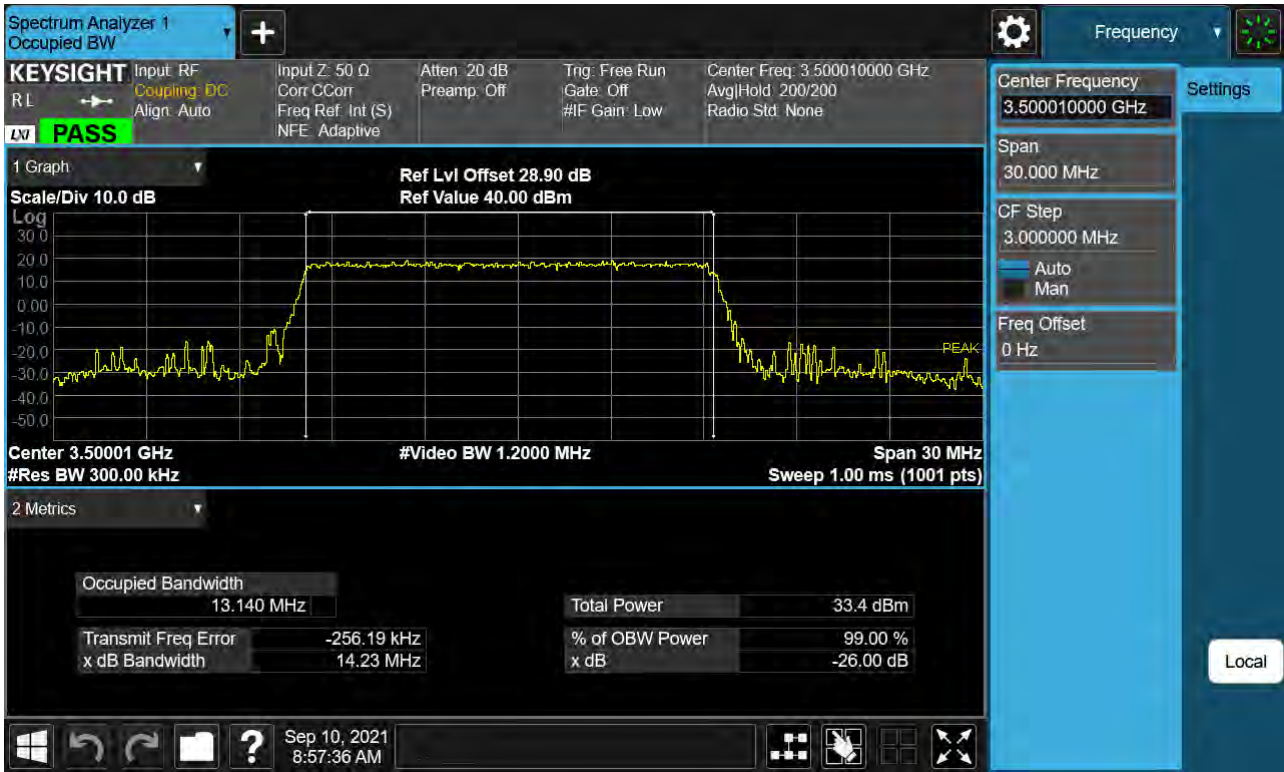 Spectrum Analyzer 1
Occupied BW
Frequency
KEYSIGHT
RL
LXI PASS
Input: RF
Coupling: DC
Align: Auto
Input Z: 50 Ω
Corr CCorr
Freq Ref: Int (S)
NFE: Adaptive
Atten: 20 dB
Preamp: Off
Trig: Free Run
Gate: Off
#IF Gain: Low
Center Freq: 3.500010000 GHz
Avg|Hold: 200/200
Radio Std: None
1 Graph
Ref Lvl Offset 28.90 dB
Scale/Div 10.0 dB
Ref Value 40.00 dBm
Log
30.0
20.0
10.0
0.00
-10.0
-20.0
-30.0
-40.0
-50.0
PEAK
Center 3.50001 GHz
#Video BW 1.2000 MHz
Span 30 MHz
#Res BW 300.00 kHz
Sweep 1.00 ms (1001 pts)
2 Metrics
Occupied Bandwidth
13.140 MHz
Total Power 33.4 dBm
Transmit Freq Error -256.19 kHz
% of OBW Power 99.00 %
x dB Bandwidth 14.23 MHz
x dB -26.00 dB
Center Frequency
3.500010000 GHz
Settings
Span
30.000 MHz
CF Step
3.000000 MHz
Auto
Man
Freq Offset
0 Hz
Local
?
Sep 10, 2021
8:57:36 AM